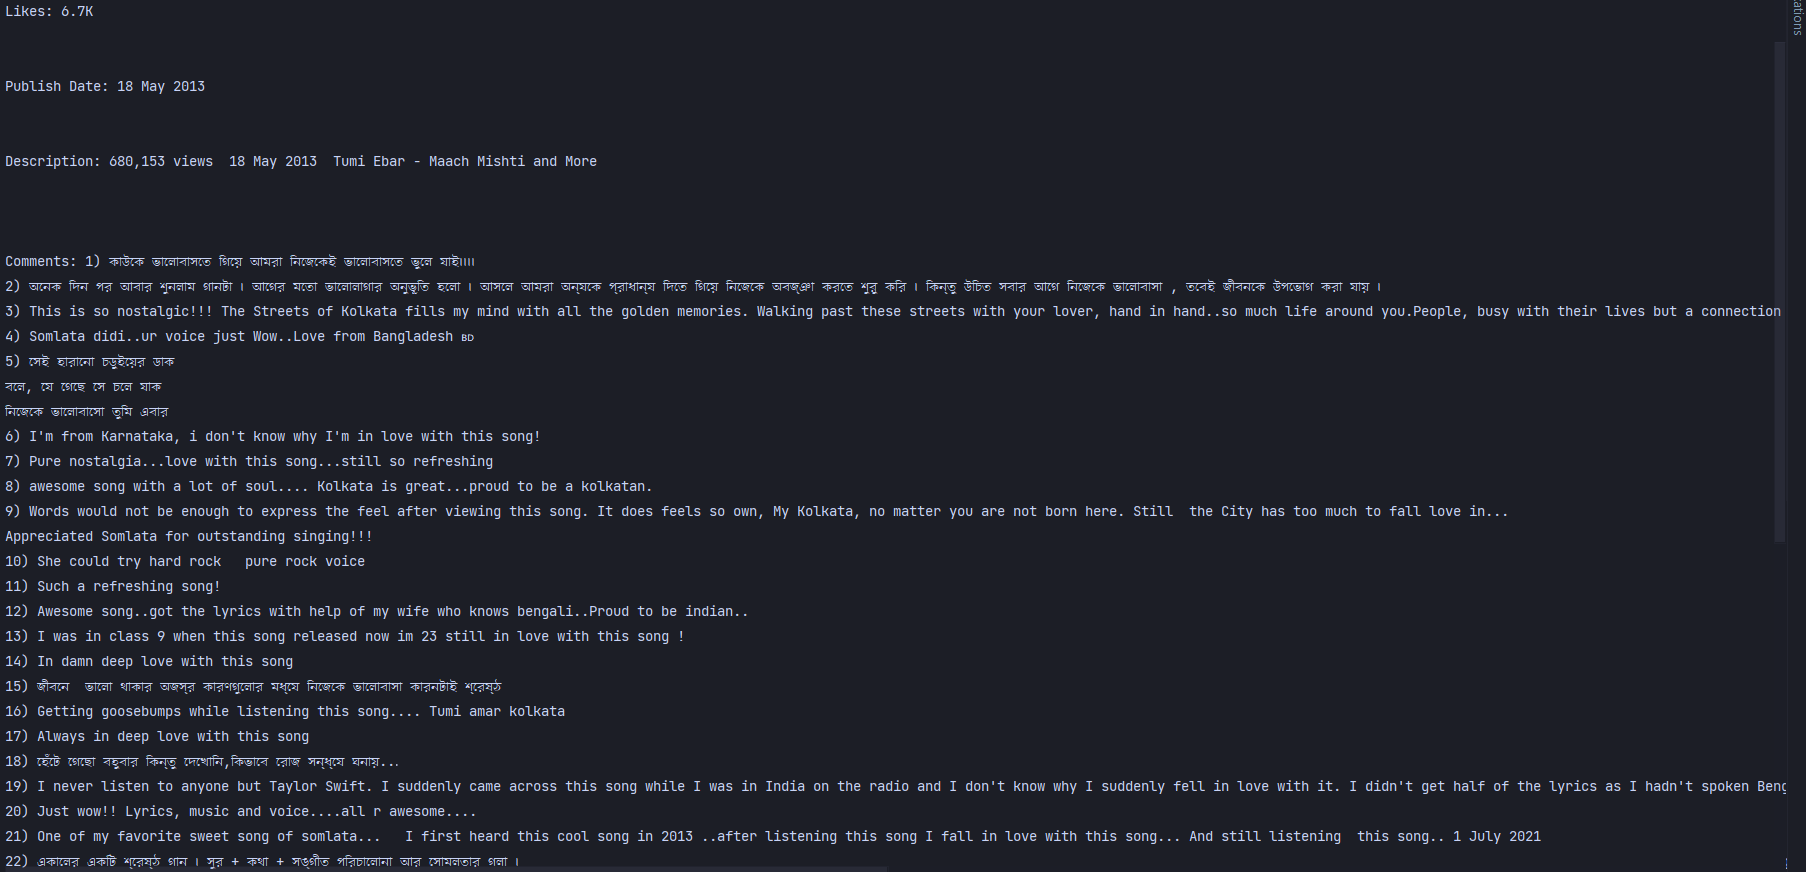 ations
Likes: 6.7K
Publish Date: 18 May 2013
Description: 680,153 views  18 May 2013  Tumi Ebar - Maach Mishti and More
Comments: 1) কাউকে ভালোবাসতে গিয়ে আমরা নিজেকেই ভালোবাসতে ভুলে যাই।।।।
2) অনেক দিন পর আবার শুনলাম গানটা । আগের মতো ভালোলাগার অনুভূতি হলো । আসলে আমরা অন্যকে প্রাধান্য দিতে গিয়ে নিজেকে অবজ্ঞা করতে শুরু করি । কিন্তু উচিত সবার আগে নিজেকে ভালোবাসা , তবেই জীবনকে উপভোগ করা যায় ।
3) This is so nostalgic!!! The Streets of Kolkata fills my mind with all the golden memories. Walking past these streets with your lover, hand in hand..so much life around you.People, busy with their lives but a connection
4) Somlata didi..ur voice just Wow..Love from Bangladesh BD
5) সেই হারানো চড়ুইয়ের ডাক
বলে, যে গেছে সে চলে যাক
নিজেকে ভালোবাসো তুমি এবার
6) I'm from Karnataka, i don't know why I'm in love with this song!
7) Pure nostalgia...love with this song...still so refreshing
8) awesome song with a lot of soul.... Kolkata is great...proud to be a kolkatan.
9) Words would not be enough to express the feel after viewing this song. It does feels so own, My Kolkata, no matter you are not born here. Still  the City has too much to fall love in...
Appreciated Somlata for outstanding singing!!!
10) She could try hard rock   pure rock voice
11) Such a refreshing song!
12) Awesome song..got the lyrics with help of my wife who knows bengali..Proud to be indian..
13) I was in class 9 when this song released now im 23 still in love with this song !
14) In damn deep love with this song
15) জীবনে  ভালো থাকার অজস্র কারণগুলোর মধ্যে নিজেকে ভালোবাসা কারনটাই শ্রেষ্ঠ
16) Getting goosebumps while listening this song.... Tumi amar kolkata
17) Always in deep love with this song
18) হেঁটে গেছো বহুবার কিন্তু দেখোনি,কিভাবে রোজ সন্ধ্যে ঘনায়...
19) I never listen to anyone but Taylor Swift. I suddenly came across this song while I was in India on the radio and I don't know why I suddenly fell in love with it. I didn't get half of the lyrics as I hadn't spoken Beng
20) Just wow!! Lyrics, music and voice....all r awesome....
21) One of my favorite sweet song of somlata...   I first heard this cool song in 2013 ..after listening this song I fall in love with this song... And still listening  this song.. 1 July 2021
22) একালের একটি শ্রেষ্ঠ গান । সুর + কথা + সঙ্গীত পরিচালোনা আর সোমলতার গলা ।